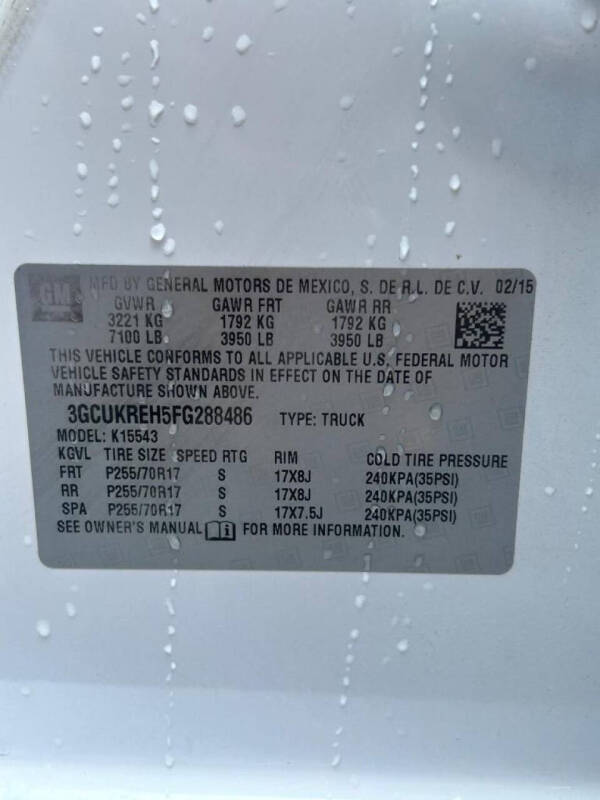 GM
MFD BY GENERAL MOTORS DE MEXICO, S. DE R.L. DE C.V. 02/15
GVWR GAWR FRT GAWR RR
3221 KG 1792 KG 1792 KG
7100 LB 3950 LB 3950 LB
THIS VEHICLE CONFORMS TO ALL APPLICABLE U.S. FEDERAL MOTOR
VEHICLE SAFETY STANDARDS IN EFFECT ON THE DATE OF
MANUFACTURE SHOWN ABOVE.
3GCUKREH5FG288486 TYPE: TRUCK
MODEL: K15543
KGVL TIRE SIZE SPEED RTG RIM COLD TIRE PRESSURE
FRT P255/70R17 S 17X8J 240KPA(35PSI)
RR P255/70R17 S 17X8J 240KPA(35PSI)
SPA P255/70R17 S 17X7.5J 240KPA(35PSI)
SEE OWNER'S MANUAL FOR MORE INFORMATION.